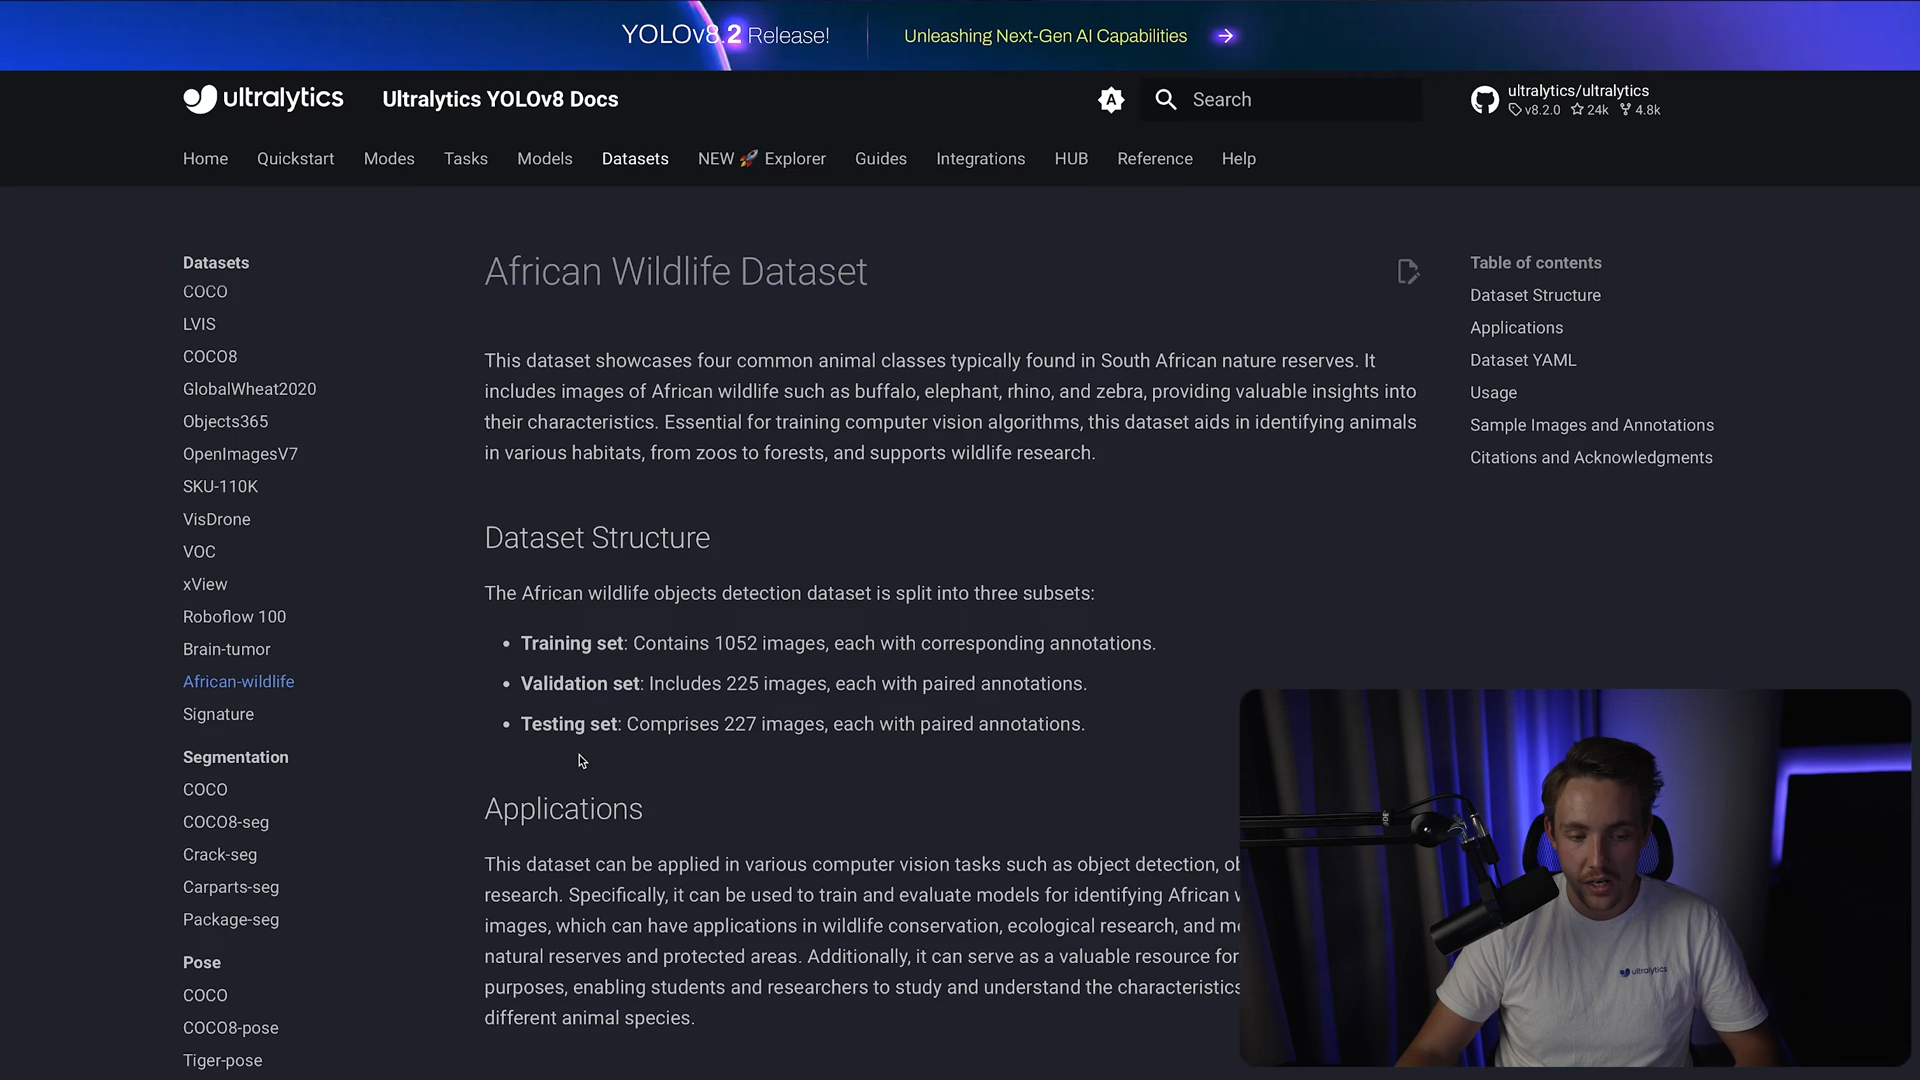 YOLOv8.2 Release!
Unleashing Next-Gen AI Capabilities
ultralytics
Ultralytics YOLOv8 Docs
A
Search
ultralytics/ultralytics
v8.2.0 24k 4.8k
Home Quickstart Modes Tasks Models Datasets NEW 🚀 Explorer Guides Integrations HUB Reference Help
Datasets
COCO
LVIS
COCO8
GlobalWheat2020
Objects365
OpenImagesV7
SKU-110K
VisDrone
VOC
xView
Roboflow 100
Brain-tumor
African-wildlife
Signature
Segmentation
COCO
COCO8-seg
Crack-seg
Carparts-seg
Package-seg
Pose
COCO
COCO8-pose
Tiger-pose
African Wildlife Dataset
This dataset showcases four common animal classes typically found in South African nature reserves. It
includes images of African wildlife such as buffalo, elephant, rhino, and zebra, providing valuable insights into
their characteristics. Essential for training computer vision algorithms, this dataset aids in identifying animals
in various habitats, from zoos to forests, and supports wildlife research.
Dataset Structure
The African wildlife objects detection dataset is split into three subsets:
• Training set: Contains 1052 images, each with corresponding annotations.
• Validation set: Includes 225 images, each with paired annotations.
• Testing set: Comprises 227 images, each with paired annotations.
Applications
This dataset can be applied in various computer vision tasks such as object detection, ob
research. Specifically, it can be used to train and evaluate models for identifying African
images, which can have applications in wildlife conservation, ecological research, and m
natural reserves and protected areas. Additionally, it can serve as a valuable resource for
purposes, enabling students and researchers to study and understand the characteristics
different animal species.
Table of contents
Dataset Structure
Applications
Dataset YAML
Usage
Sample Images and Annotations
Citations and Acknowledgments
ultralytics